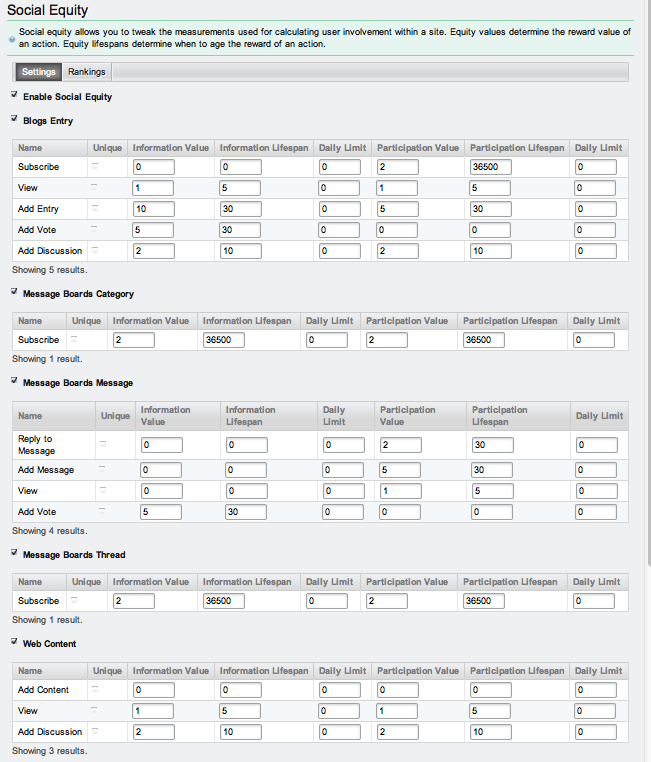 Social Equity
Social equity allows you to tweak the measurements used for calculating user involvement within a site. Equity values determine the reward value of
an action. Equity lifespans determine when to age the reward of an action.
Settings Rankings
Enable Social Equity
Blogs Entry
Name Unique Information Value Information Lifespan Daily Limit Participation Value Participation Lifespan Daily Limit
Subscribe 0 0 0 2 36500 0
View 1 5 0 1 5 0
Add Entry 10 30 0 5 30 0
Add Vote 5 30 0 0 0 0
Add Discussion 2 10 0 2 10 0
Showing 5 results.
Message Boards Category
Name Unique Information Value Information Lifespan Daily Limit Participation Value Participation Lifespan Daily Limit
Subscribe 2 36500 0 2 36500 0
Showing 1 result.
Message Boards Message
Name Unique Information Value Information Lifespan Daily Limit Participation Value Participation Lifespan Daily Limit
Reply to Message 0 0 0 2 30 0
Add Message 0 0 0 5 30 0
View 0 0 0 1 5 0
Add Vote 5 30 0 0 0 0
Showing 4 results.
Message Boards Thread
Name Unique Information Value Information Lifespan Daily Limit Participation Value Participation Lifespan Daily Limit
Subscribe 2 36500 0 2 36500 0
Showing 1 result.
Web Content
Name Unique Information Value Information Lifespan Daily Limit Participation Value Participation Lifespan Daily Limit
Add Content 0 0 0 0 0 0
View 1 5 0 1 5 0
Add Discussion 2 10 0 2 10 0
Showing 3 results.